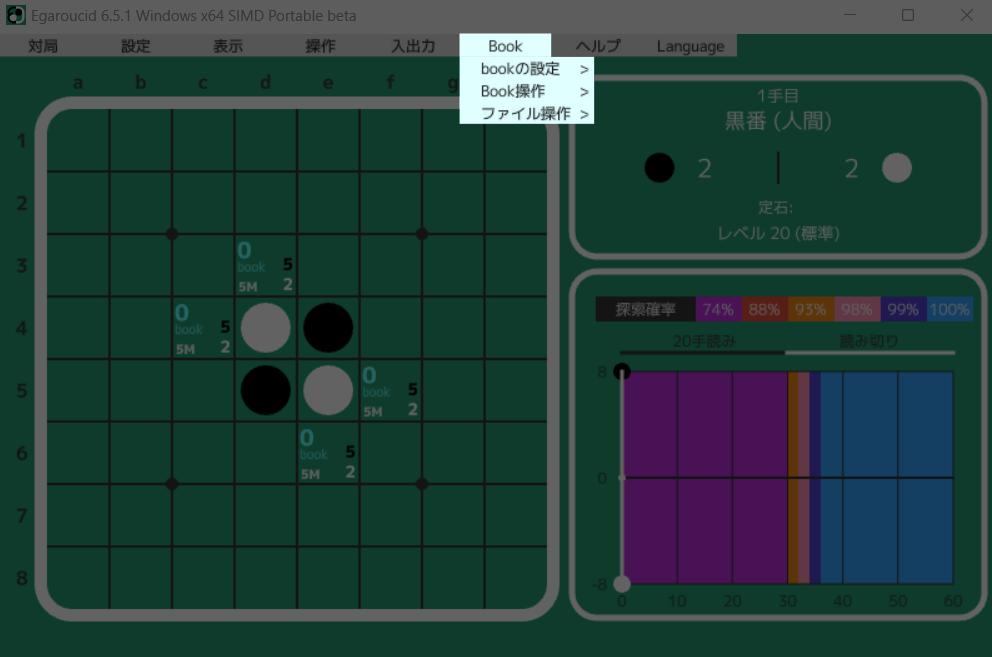 Egaroucid 6.5.1 Windows x64 SIMD Portable beta
対局 設定 表示 操作 入出力 Book ヘルプ Language
bookの設定 >
Book操作 >
ファイル操作 >
a b c d e f g
1
2
3
4
5
6
7
8
0
book 5
5M 2
0
book 5
5M 2
0
book 5
5M 2
0
book 5
5M 2
1手目
黒番 (人間)
2 2
定石:
レベル 20 (標準)
探索確率 74% 88% 93% 98% 99% 100%
20手読み 読み切り
8
0
-8
0 10 20 30 40 50 60